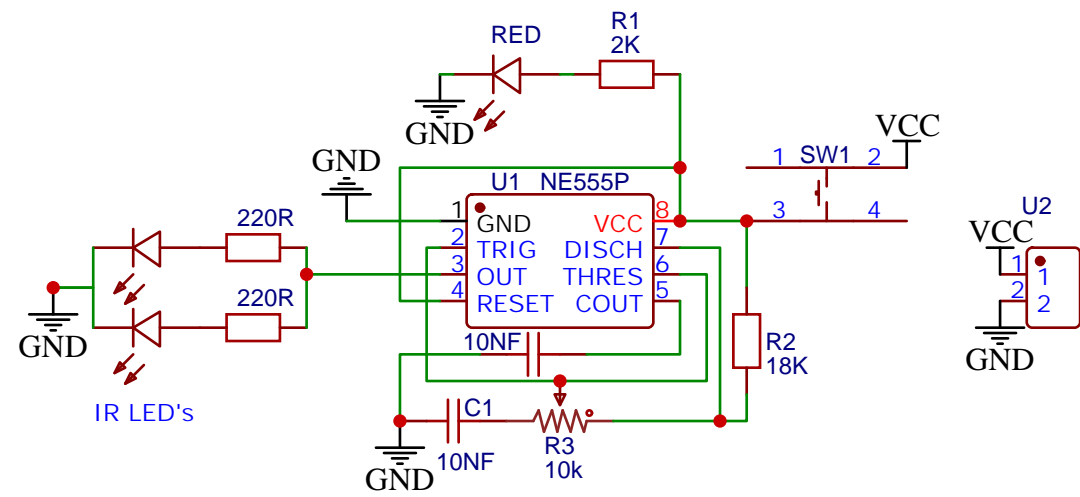 RED
R1
2K
GND
VCC
1 SW1 2
3 4
GND
U1 NE555P
1 GND VCC 8
2 TRIG DISCH 7
3 OUT THRES 6
4 RESET COUT 5
220R
220R
GND
IR LED's
10NF
R2
18K
C1
10NF
R3
10k
GND
U2
VCC
1 1
2 2
GND